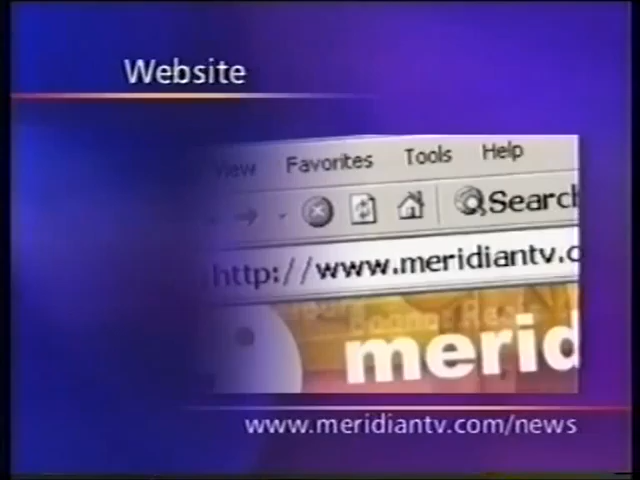 Website
View Favorites Tools Help
Search
http://www.meridiantv.c
merid
www.meridiantv.com/news